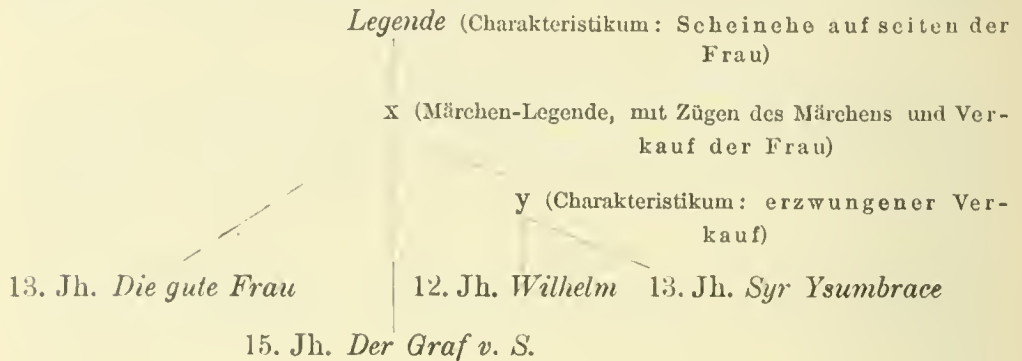 Legende (Charakteristikum: Scheinehe auf seiten der
Frau)
x (Märchen-Legende, mit Zügen des Märchens und Ver-
kauf der Frau)
y (Charakteristikum: erzwungener Ver-
kauf)
13. Jh. Die gute Frau 12. Jh. Wilhelm 13. Jh. Syr Ysumbrace
15. Jh. Der Graf v. S.